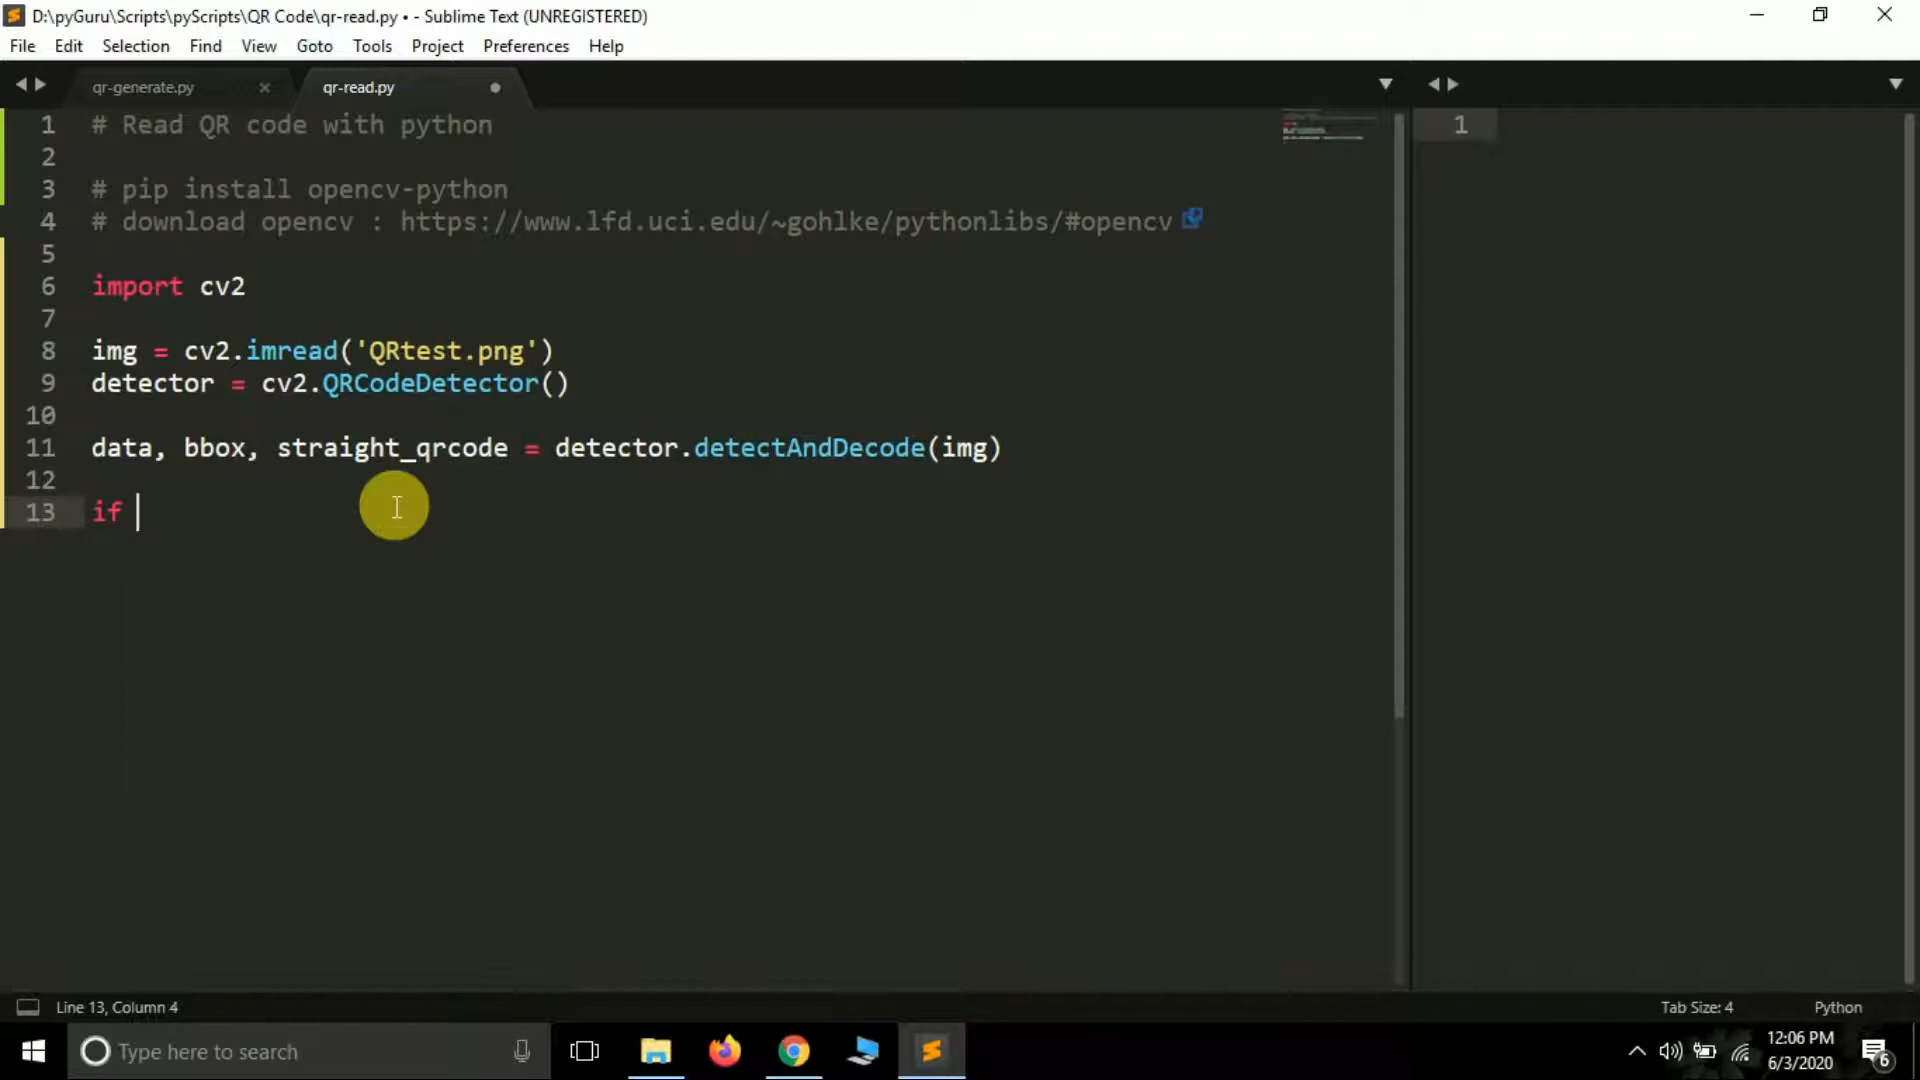 D:\pyGuru\Scripts\pyScripts\QR Code\qr-read.py • - Sublime Text (UNREGISTERED)
File Edit Selection Find View Goto Tools Project Preferences Help
qr-generate.py qr-read.py
1 # Read QR code with python 1
2
3 # pip install opencv-python
4 # download opencv : https://www.lfd.uci.edu/~gohlke/pythonlibs/#opencv
5
6 import cv2
7
8 img = cv2.imread('QRtest.png')
9 detector = cv2.QRCodeDetector()
10
11 data, bbox, straight_qrcode = detector.detectAndDecode(img)
12
13 if
Line 13, Column 4 Tab Size: 4 Python
Type here to search 12:06 PM
6/3/2020 6